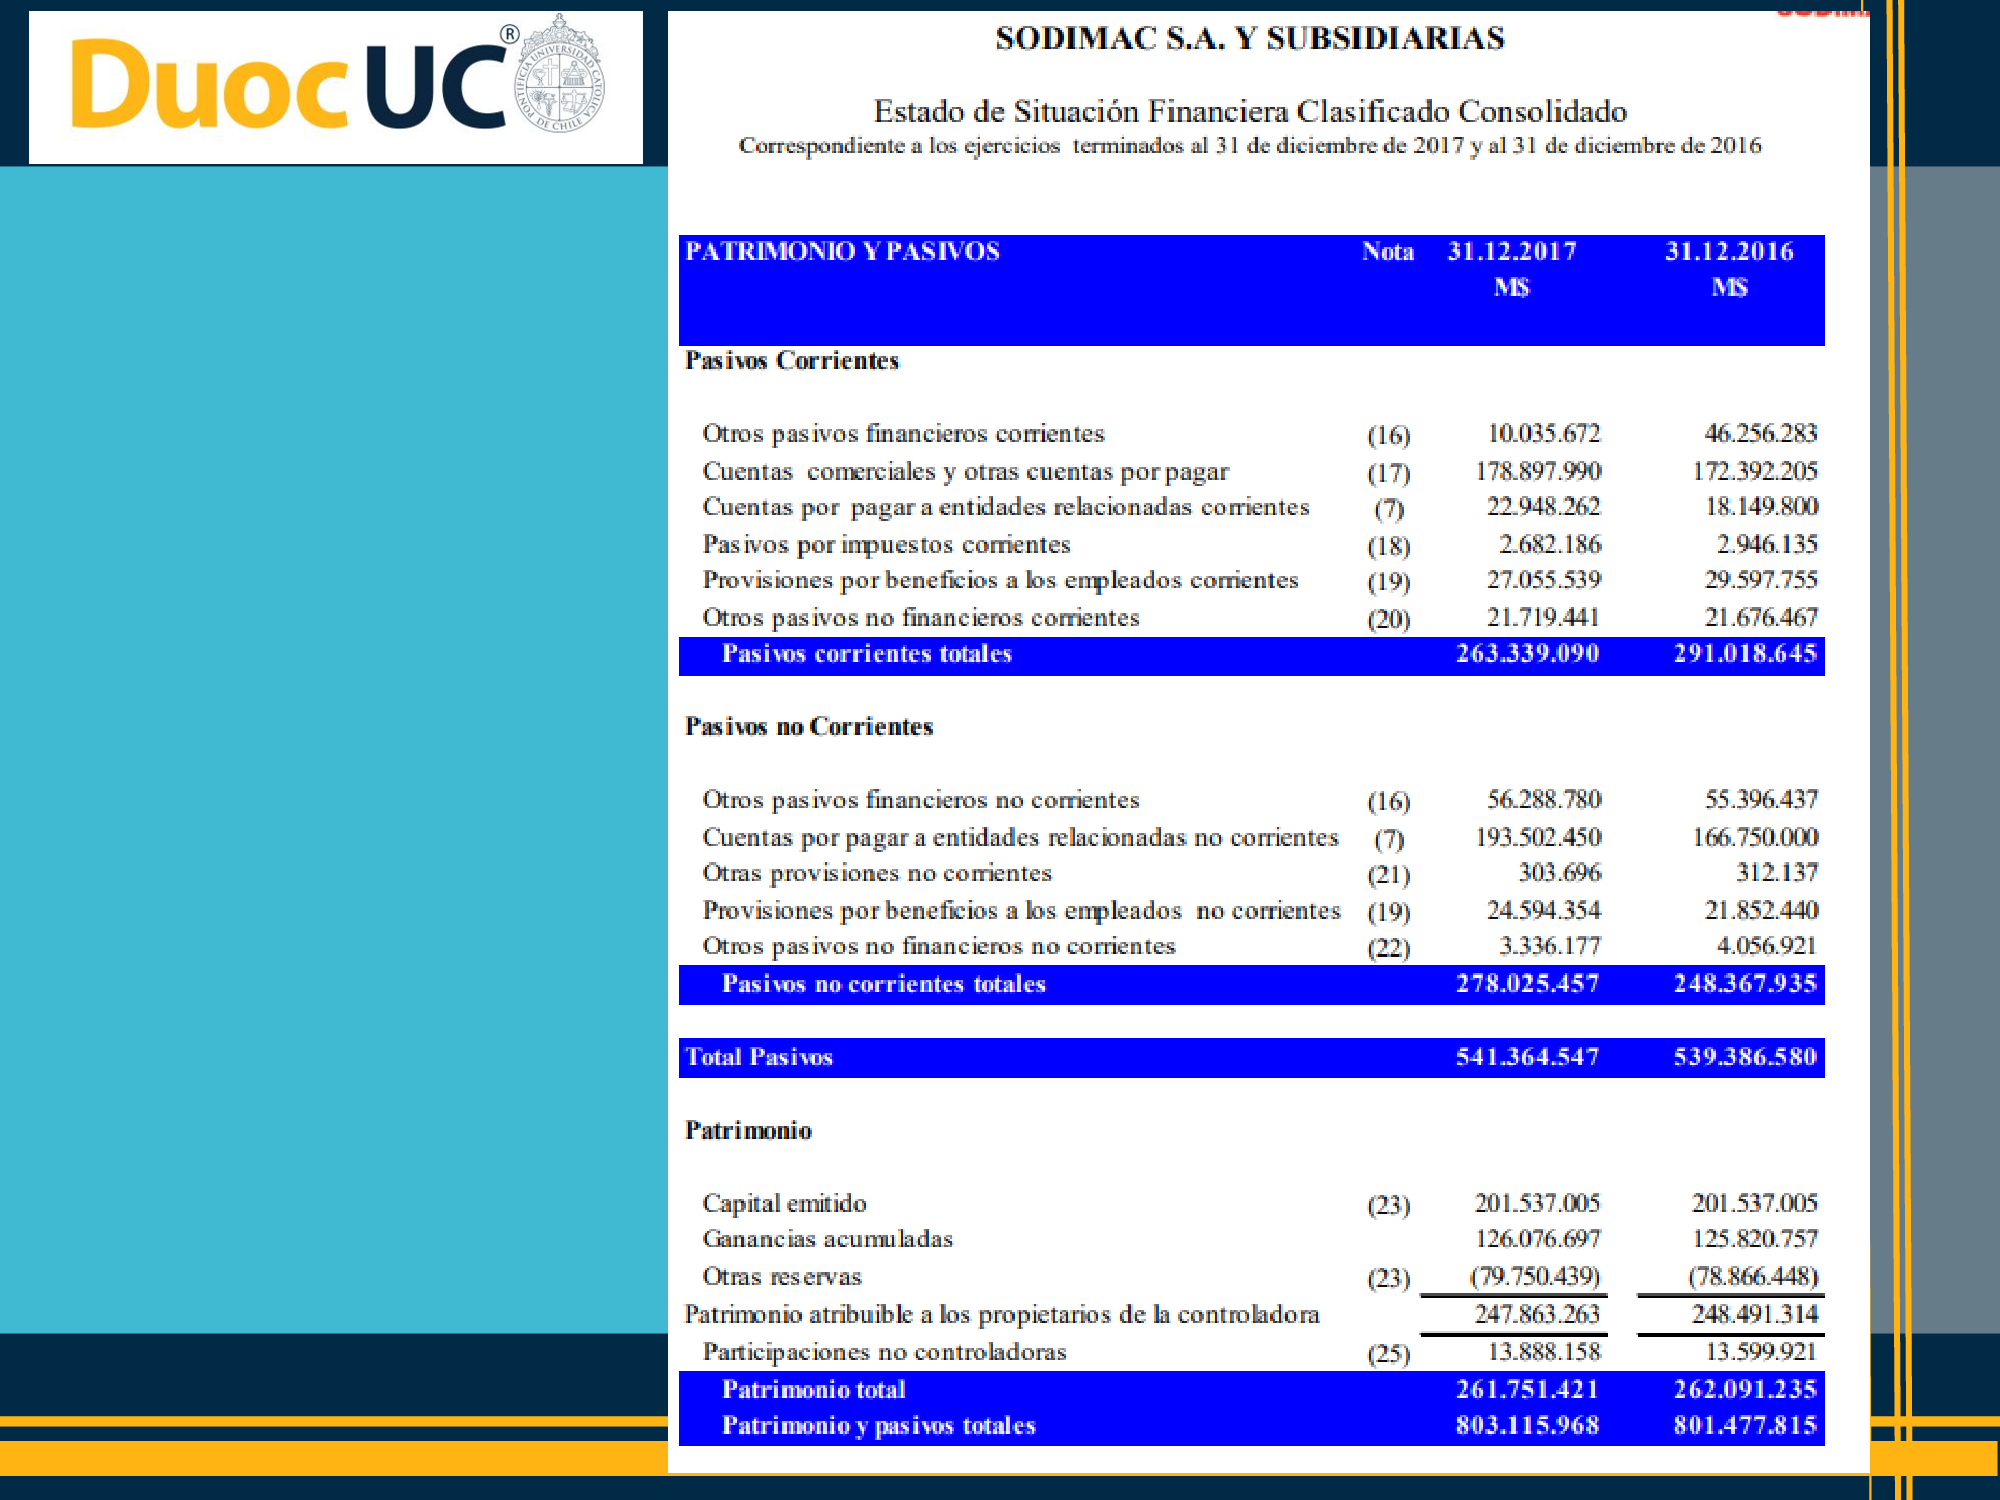 Duoc UC®
PONTIFICIA UNIVERSIDAD CATOLICA DE CHILE
SODIMAC S.A. Y SUBSIDIARIAS
Estado de Situación Financiera Clasificado Consolidado
Correspondiente a los ejercicios terminados al 31 de diciembre de 2017 y al 31 de diciembre de 2016
PATRIMONIO Y PASIVOS Nota 31.12.2017 31.12.2016
M$ M$
Pasivos Corrientes
Otros pasivos financieros corrientes (16) 10.035.672 46.256.283
Cuentas comerciales y otras cuentas por pagar (17) 178.897.990 172.392.205
Cuentas por pagar a entidades relacionadas corrientes (7) 22.948.262 18.149.800
Pasivos por impuestos corrientes (18) 2.682.186 2.946.135
Provisiones por beneficios a los empleados corrientes (19) 27.055.539 29.597.755
Otros pasivos no financieros corrientes (20) 21.719.441 21.676.467
Pasivos corrientes totales 263.339.090 291.018.645
Pasivos no Corrientes
Otros pasivos financieros no corrientes (16) 56.288.780 55.396.437
Cuentas por pagar a entidades relacionadas no corrientes (7) 193.502.450 166.750.000
Otras provisiones no corrientes (21) 303.696 312.137
Provisiones por beneficios a los empleados no corrientes (19) 24.594.354 21.852.440
Otros pasivos no financieros no corrientes (22) 3.336.177 4.056.921
Pasivos no corrientes totales 278.025.457 248.367.935
Total Pasivos 541.364.547 539.386.580
Patrimonio
Capital emitido (23) 201.537.005 201.537.005
Ganancias acumuladas 126.076.697 125.820.757
Otras reservas (23) (79.750.439) (78.866.448)
Patrimonio atribuible a los propietarios de la controladora 247.863.263 248.491.314
Participaciones no controladoras (25) 13.888.158 13.599.921
Patrimonio total 261.751.421 262.091.235
Patrimonio y pasivos totales 803.115.968 801.477.815